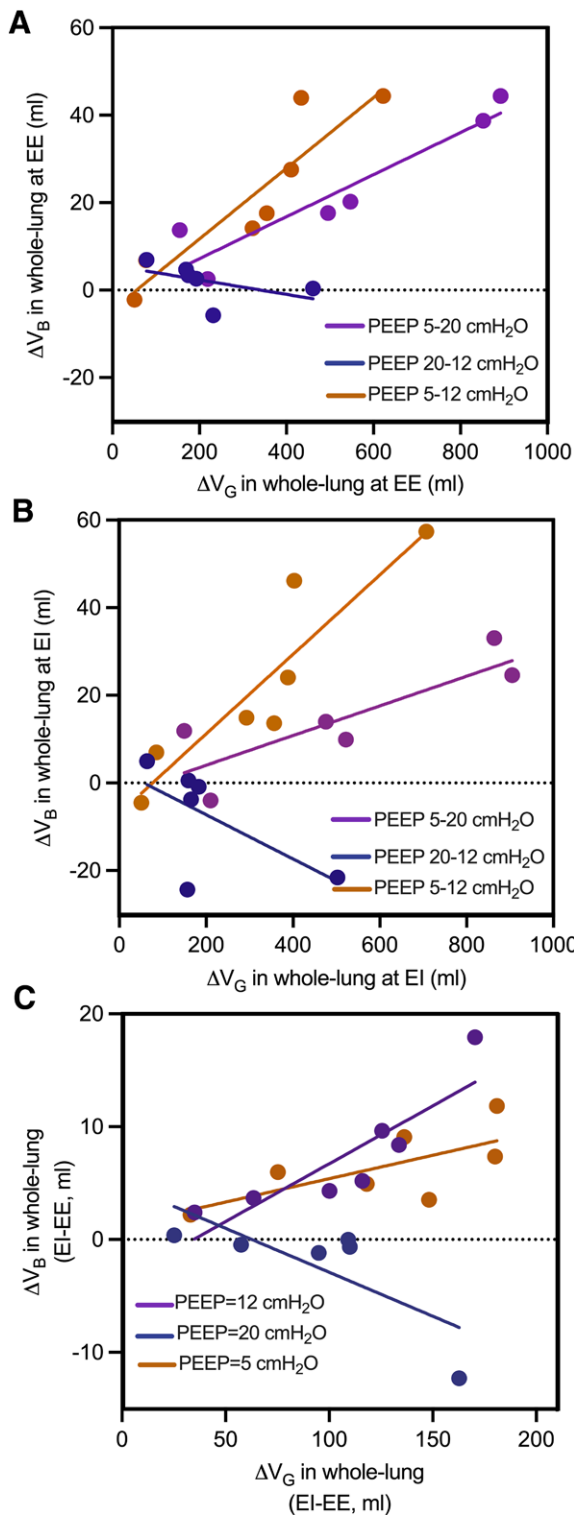 A
60
40
20
0
-20
ΔV_B in whole-lung at EE (ml)
PEEP 5-20 cmH₂O
PEEP 20-12 cmH₂O
PEEP 5-12 cmH₂O
0 200 400 600 800 1000
ΔV_G in whole-lung at EE (ml)
B
60
40
20
0
-20
ΔV_B in whole-lung at EI (ml)
PEEP 5-20 cmH₂O
PEEP 20-12 cmH₂O
PEEP 5-12 cmH₂O
0 200 400 600 800 1000
ΔV_G in whole-lung at EI (ml)
C
20
10
0
-10
ΔV_B in whole-lung
(EI-EE, ml)
PEEP=12 cmH₂O
PEEP=20 cmH₂O
PEEP=5 cmH₂O
0 50 100 150 200
ΔV_G in whole-lung
(EI-EE, ml)